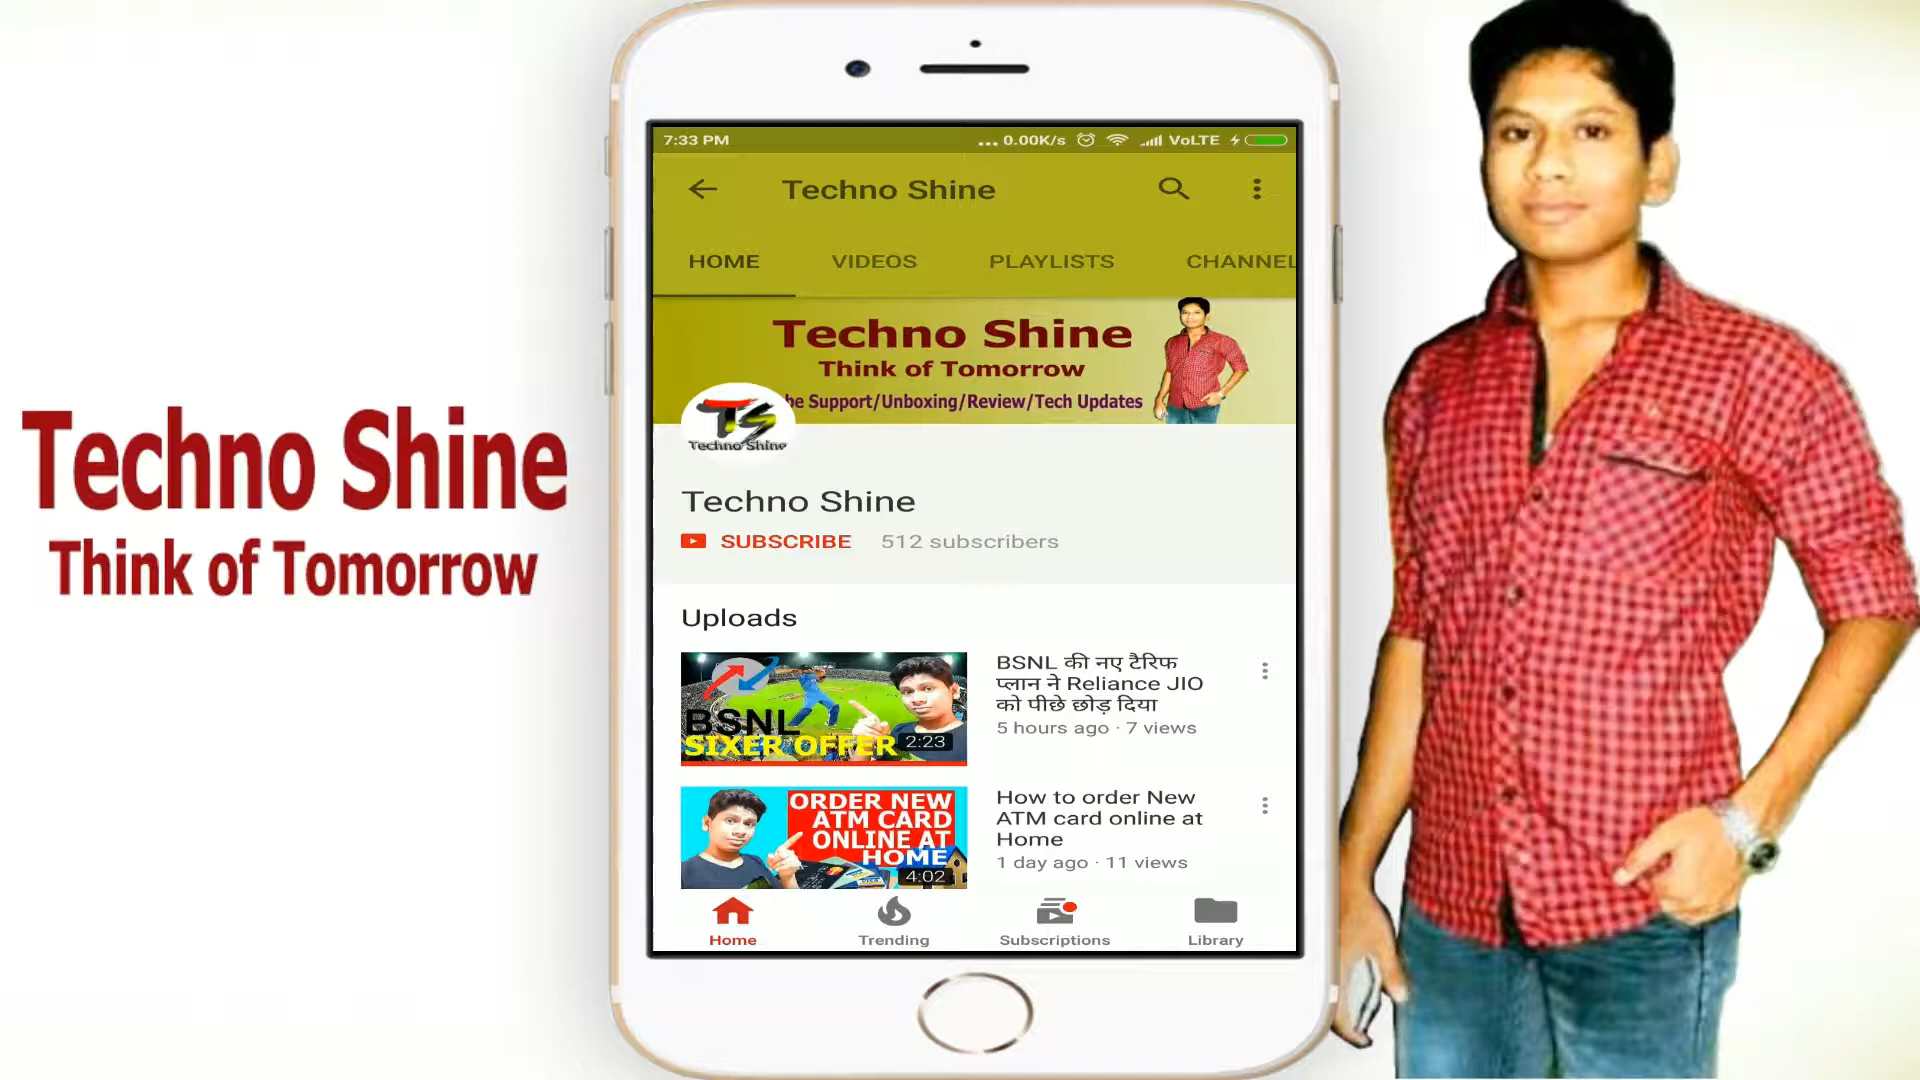 Techno Shine
Think of Tomorrow
7:33 PM
... 0.00K/s VoLTE
Techno Shine
HOME VIDEOS PLAYLISTS CHANNEL
Techno Shine
Think of Tomorrow
be Support/Unboxing/Review/Tech Updates
TS
Techno Shine
Techno Shine
SUBSCRIBE 512 subscribers
Uploads
BSNL
SIXER OFFER
2:23
BSNL की नए टैरिफ
प्लान ने Reliance JIO
को पीछे छोड़ दिया
5 hours ago · 7 views
ORDER NEW
ATM CARD
ONLINE AT
HOME
4:02
How to order New
ATM card online at
Home
1 day ago · 11 views
Home Trending Subscriptions Library